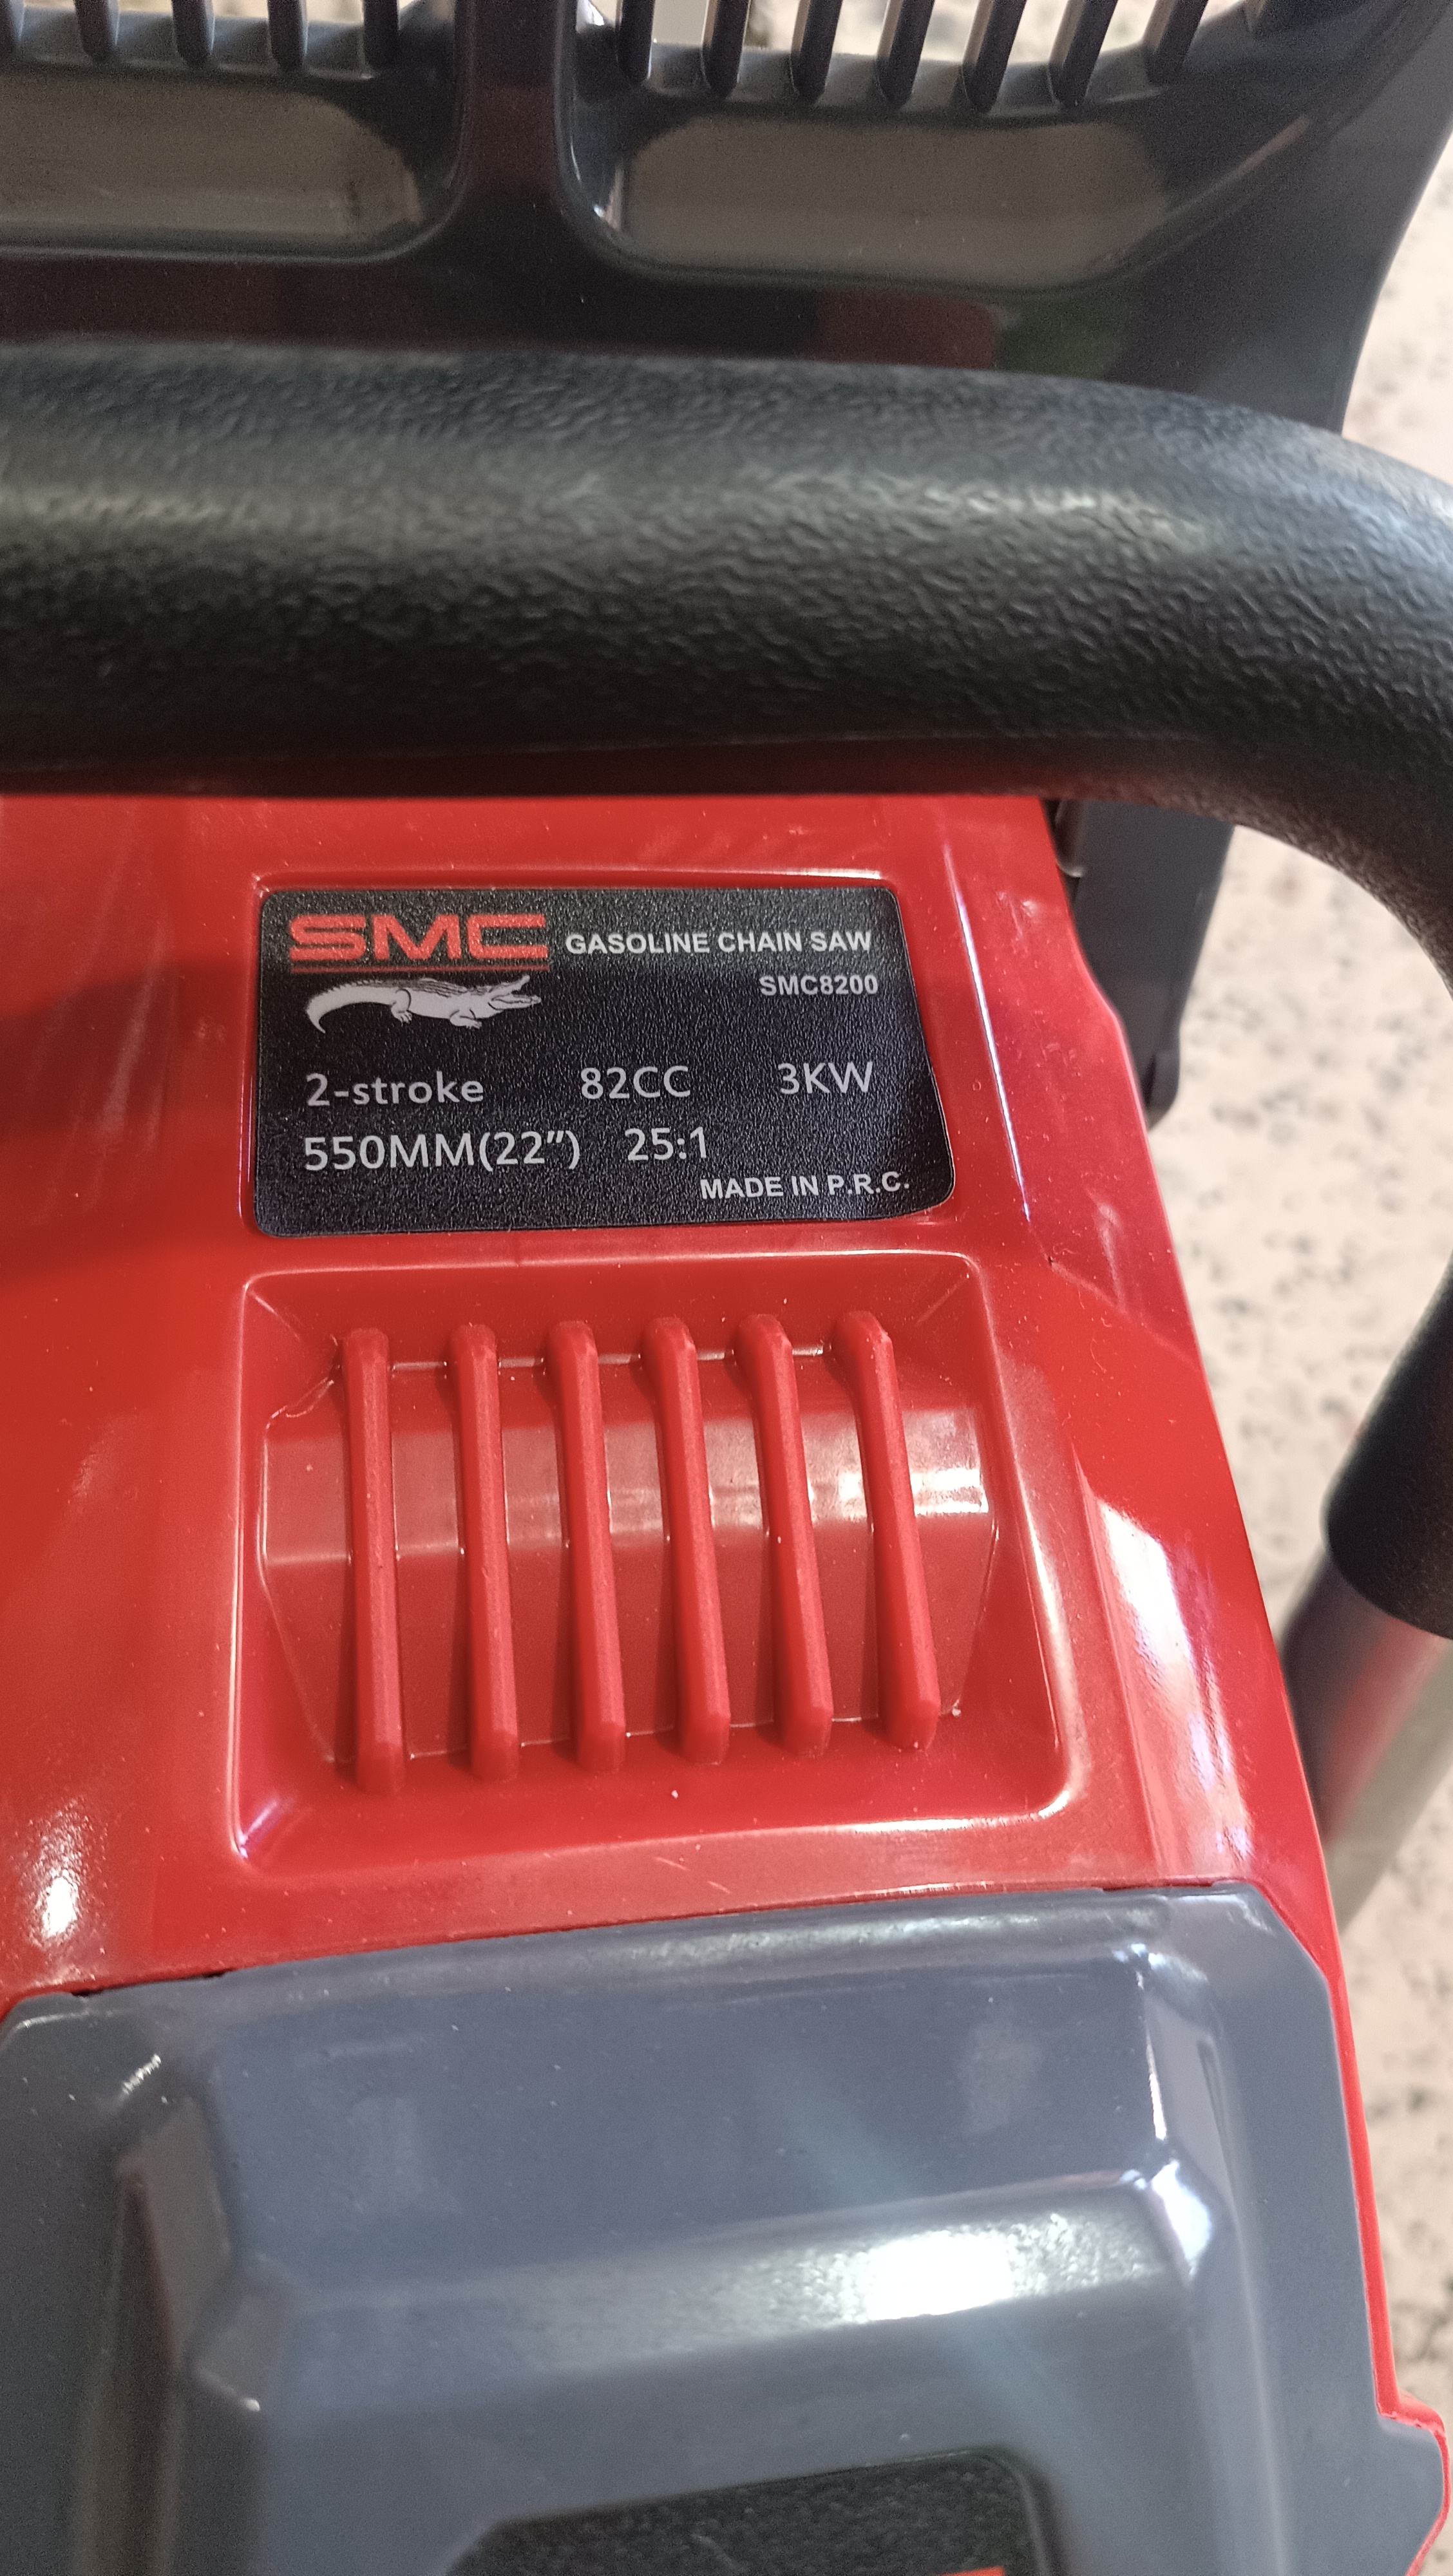 SMC GASOLINE CHAIN SAW
SMC8200
2-stroke 82CC 3KW
550MM(22") 25:1
MADE IN P.R.C.